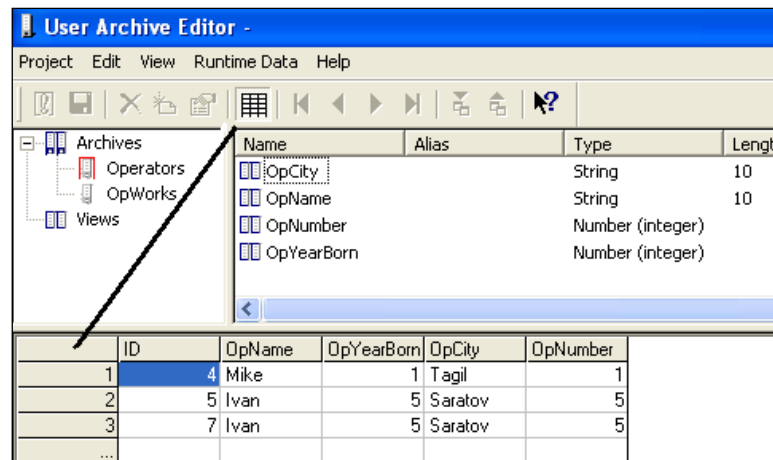 User Archive Editor -
Project Edit View Runtime Data Help
Archives
Operators
OpWorks
Views
Name Alias Type Lengt
OpCity String 10
OpName String 10
OpNumber Number (integer)
OpYearBorn Number (integer)
ID OpName OpYearBorn OpCity OpNumber
1 4 Mike 1 Tagil 1
2 5 Ivan 5 Saratov 5
3 7 Ivan 5 Saratov 5
...